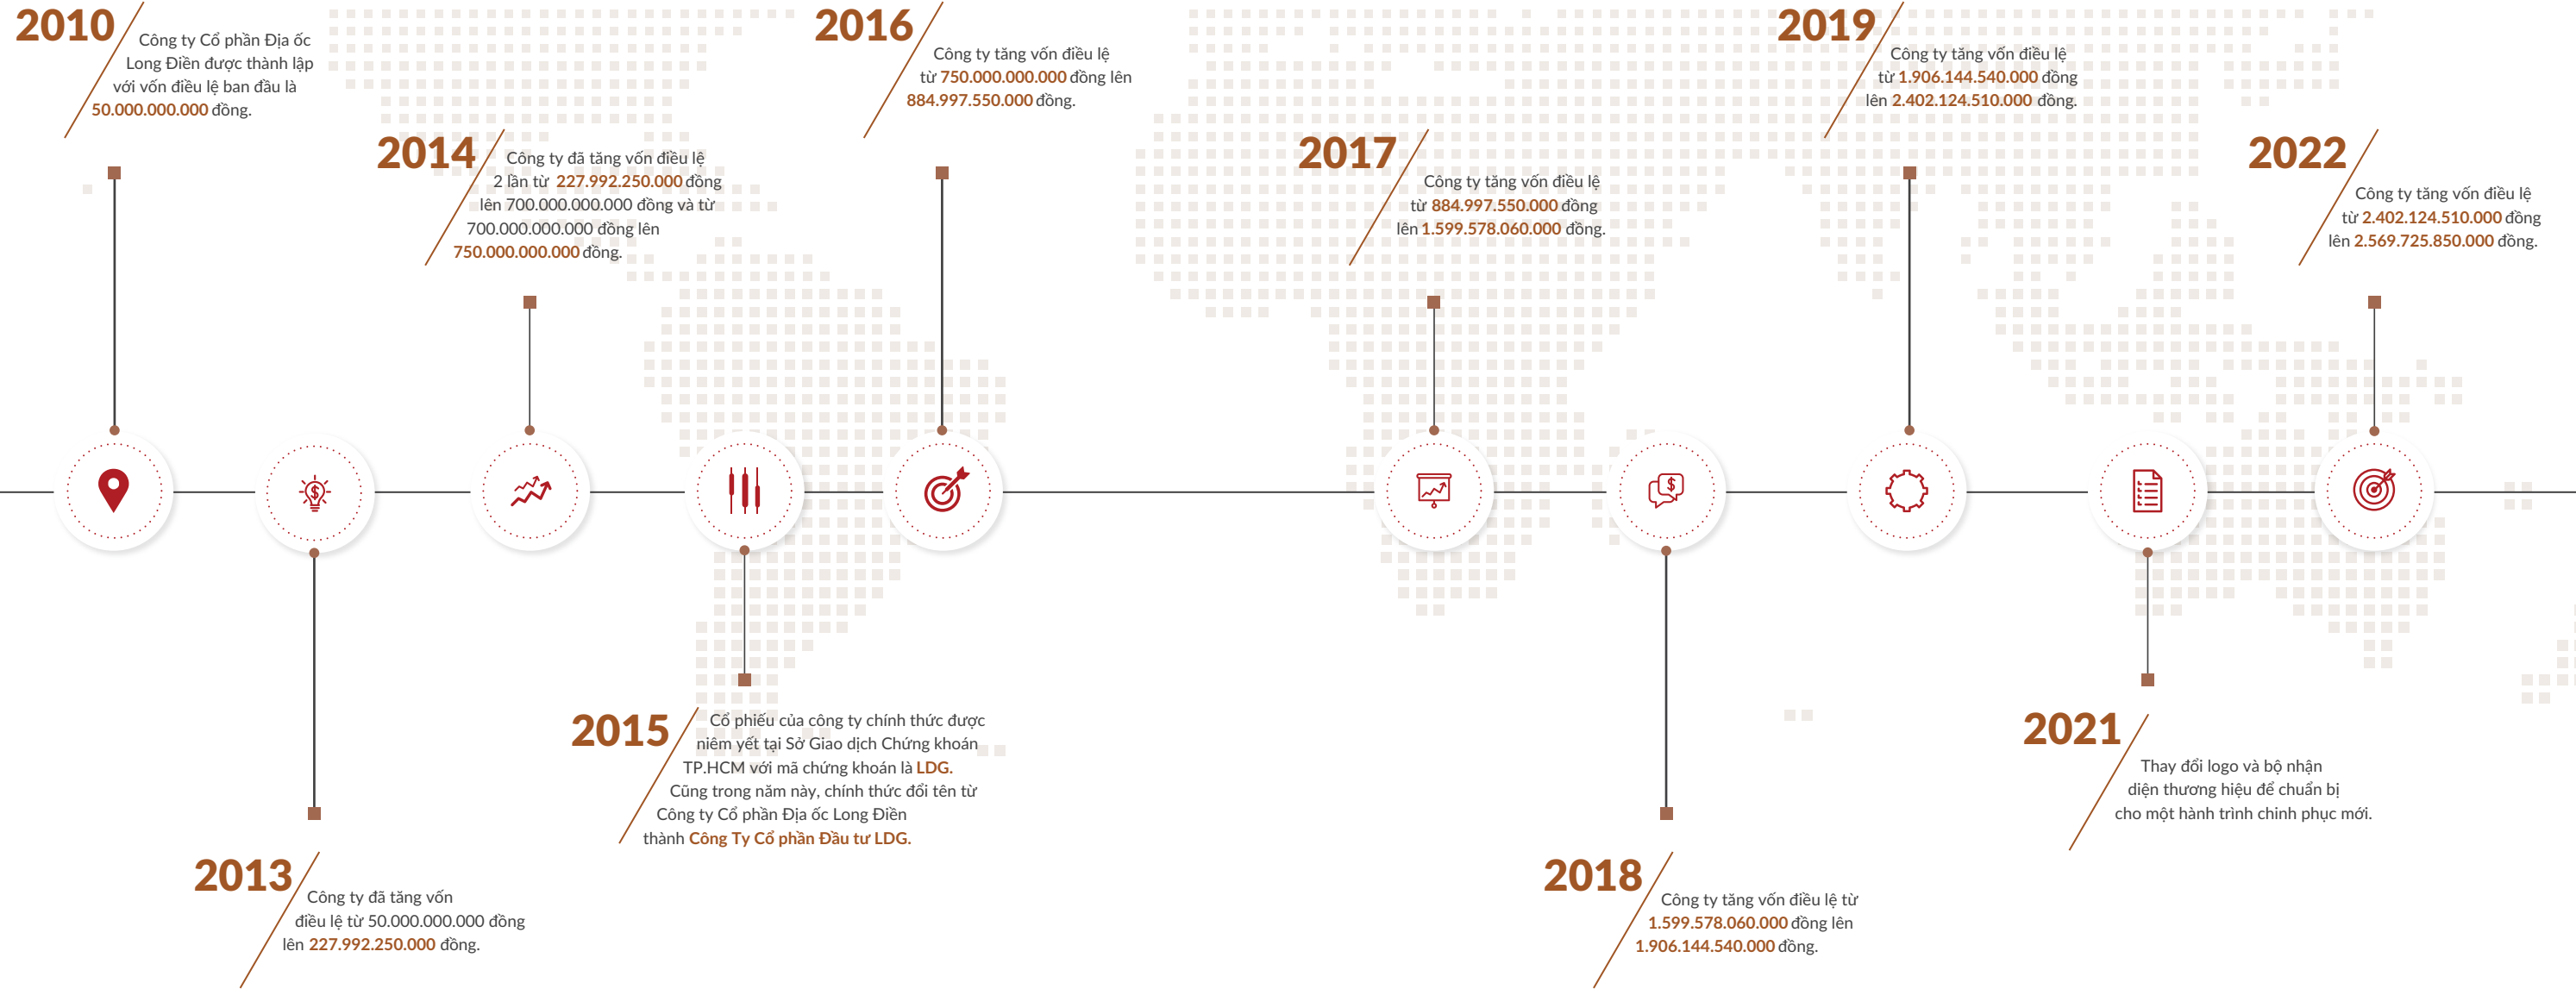 2010
Công ty Cổ phần Địa ốc
Long Điền được thành lập
với vốn điều lệ ban đầu là
50.000.000.000 đồng.
2013
Công ty đã tăng vốn
điều lệ từ 50.000.000.000 đồng
lên 227.992.250.000 đồng.
2014
Công ty đã tăng vốn điều lệ
2 lần từ 227.992.250.000 đồng
lên 700.000.000.000 đồng và từ
700.000.000.000 đồng lên
750.000.000.000 đồng.
2015
Cổ phiếu của công ty chính thức được
niêm yết tại Sở Giao dịch Chứng khoán
TP.HCM với mã chứng khoán là LDG.
Cũng trong năm này, chính thức đổi tên từ
Công ty Cổ phần Địa ốc Long Điền
thành Công Ty Cổ phần Đầu tư LDG.
2016
Công ty tăng vốn điều lệ
từ 750.000.000.000 đồng lên
884.997.550.000 đồng.
2017
Công ty tăng vốn điều lệ
từ 884.997.550.000 đồng
lên 1.599.578.060.000 đồng.
2018
Công ty tăng vốn điều lệ từ
1.599.578.060.000 đồng lên
1.906.144.540.000 đồng.
2019
Công ty tăng vốn điều lệ
từ 1.906.144.540.000 đồng
lên 2.402.124.510.000 đồng.
2021
Thay đổi logo và bộ nhận
diện thương hiệu để chuẩn bị
cho một hành trình chinh phục mới.
2022
Công ty tăng vốn điều lệ
từ 2.402.124.510.000 đồng
lên 2.569.725.850.000 đồng.